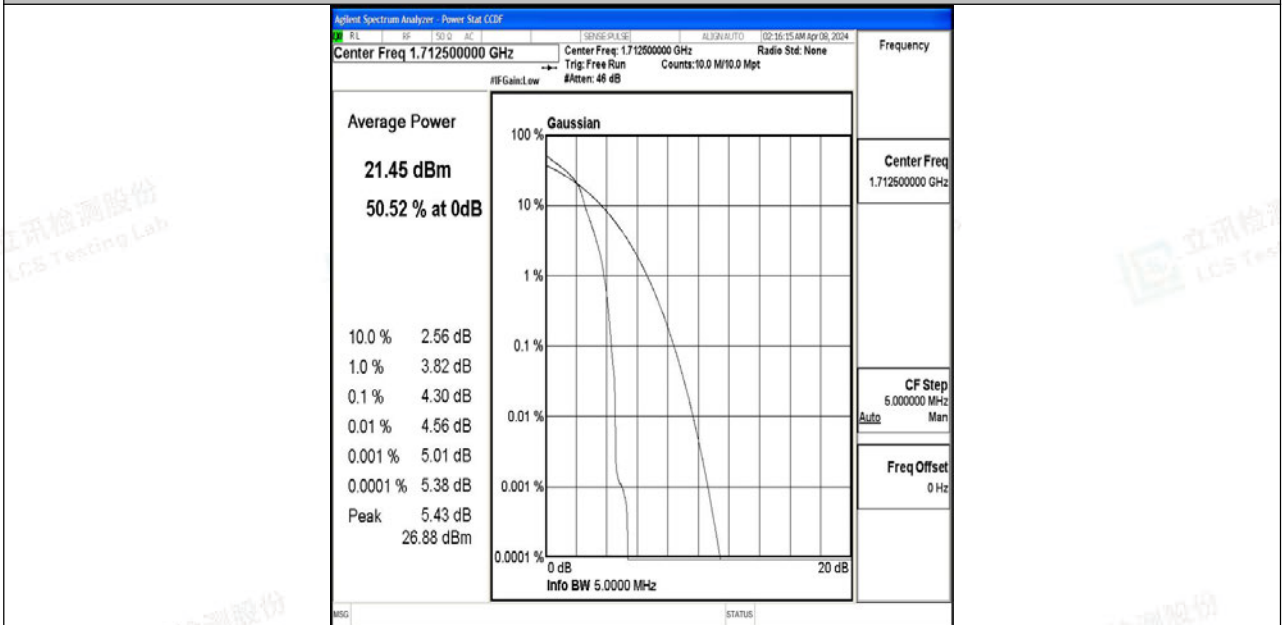 Agilent Spectrum Analyzer - Power Stat CCDF
RL RF 50 Ω AC SENSE:PULSE ALIGNAUTO 02:16:15 AM Apr 08, 2024
Center Freq 1.712500000 GHz
Center Freq: 1.712500000 GHz Radio Std: None
Trig: Free Run Counts:10.0 M/10.0 Mpt
#IFGain:Low #Atten: 46 dB
Frequency
Average Power
21.45 dBm
50.52 % at 0dB
10.0 % 2.56 dB
1.0 % 3.82 dB
0.1 % 4.30 dB
0.01 % 4.56 dB
0.001 % 5.01 dB
0.0001 % 5.38 dB
Peak 5.43 dB
26.88 dBm
Gaussian
100 %
10 %
1 %
0.1 %
0.01 %
0.001 %
0.0001 %
0 dB 20 dB
Info BW 5.0000 MHz
Center Freq
1.712500000 GHz
CF Step
5.000000 MHz
Auto Man
Freq Offset
0 Hz
MSG STATUS
立讯检测股份
LCS Testing Lab
立讯检测
LCS Tes